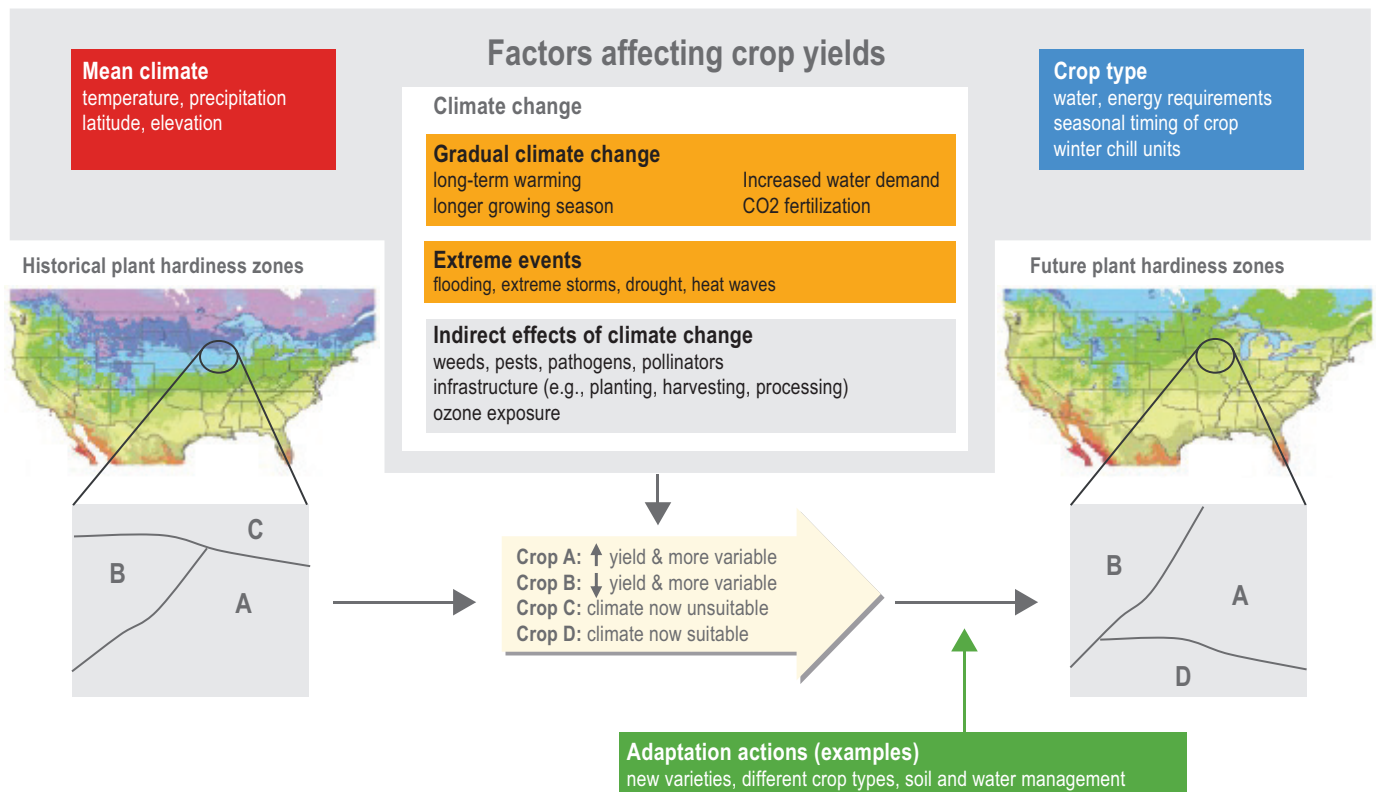 Factors affecting crop yields
Mean climate
temperature, precipitation
latitude, elevation
Climate change
Gradual climate change
long-term warming
longer growing season
Increased water demand
CO2 fertilization
Extreme events
flooding, extreme storms, drought, heat waves
Indirect effects of climate change
weeds, pests, pathogens, pollinators
infrastructure (e.g., planting, harvesting, processing)
ozone exposure
Crop type
water, energy requirements
seasonal timing of crop
winter chill units
Historical plant hardiness zones
Future plant hardiness zones
C
B
A
Crop A: ↑ yield & more variable
Crop B: ↓ yield & more variable
Crop C: climate now unsuitable
Crop D: climate now suitable
B
A
D
Adaptation actions (examples)
new varieties, different crop types, soil and water management